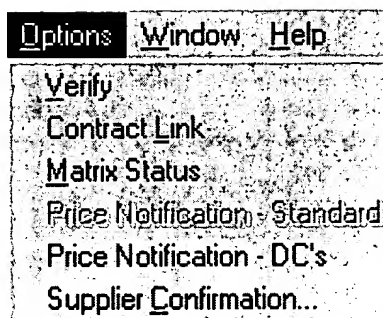 Options Window Help
Verify
Contract Link
Matrix Status
Price Notification - Standard
Price Notification - DC's
Supplier Confirmation...